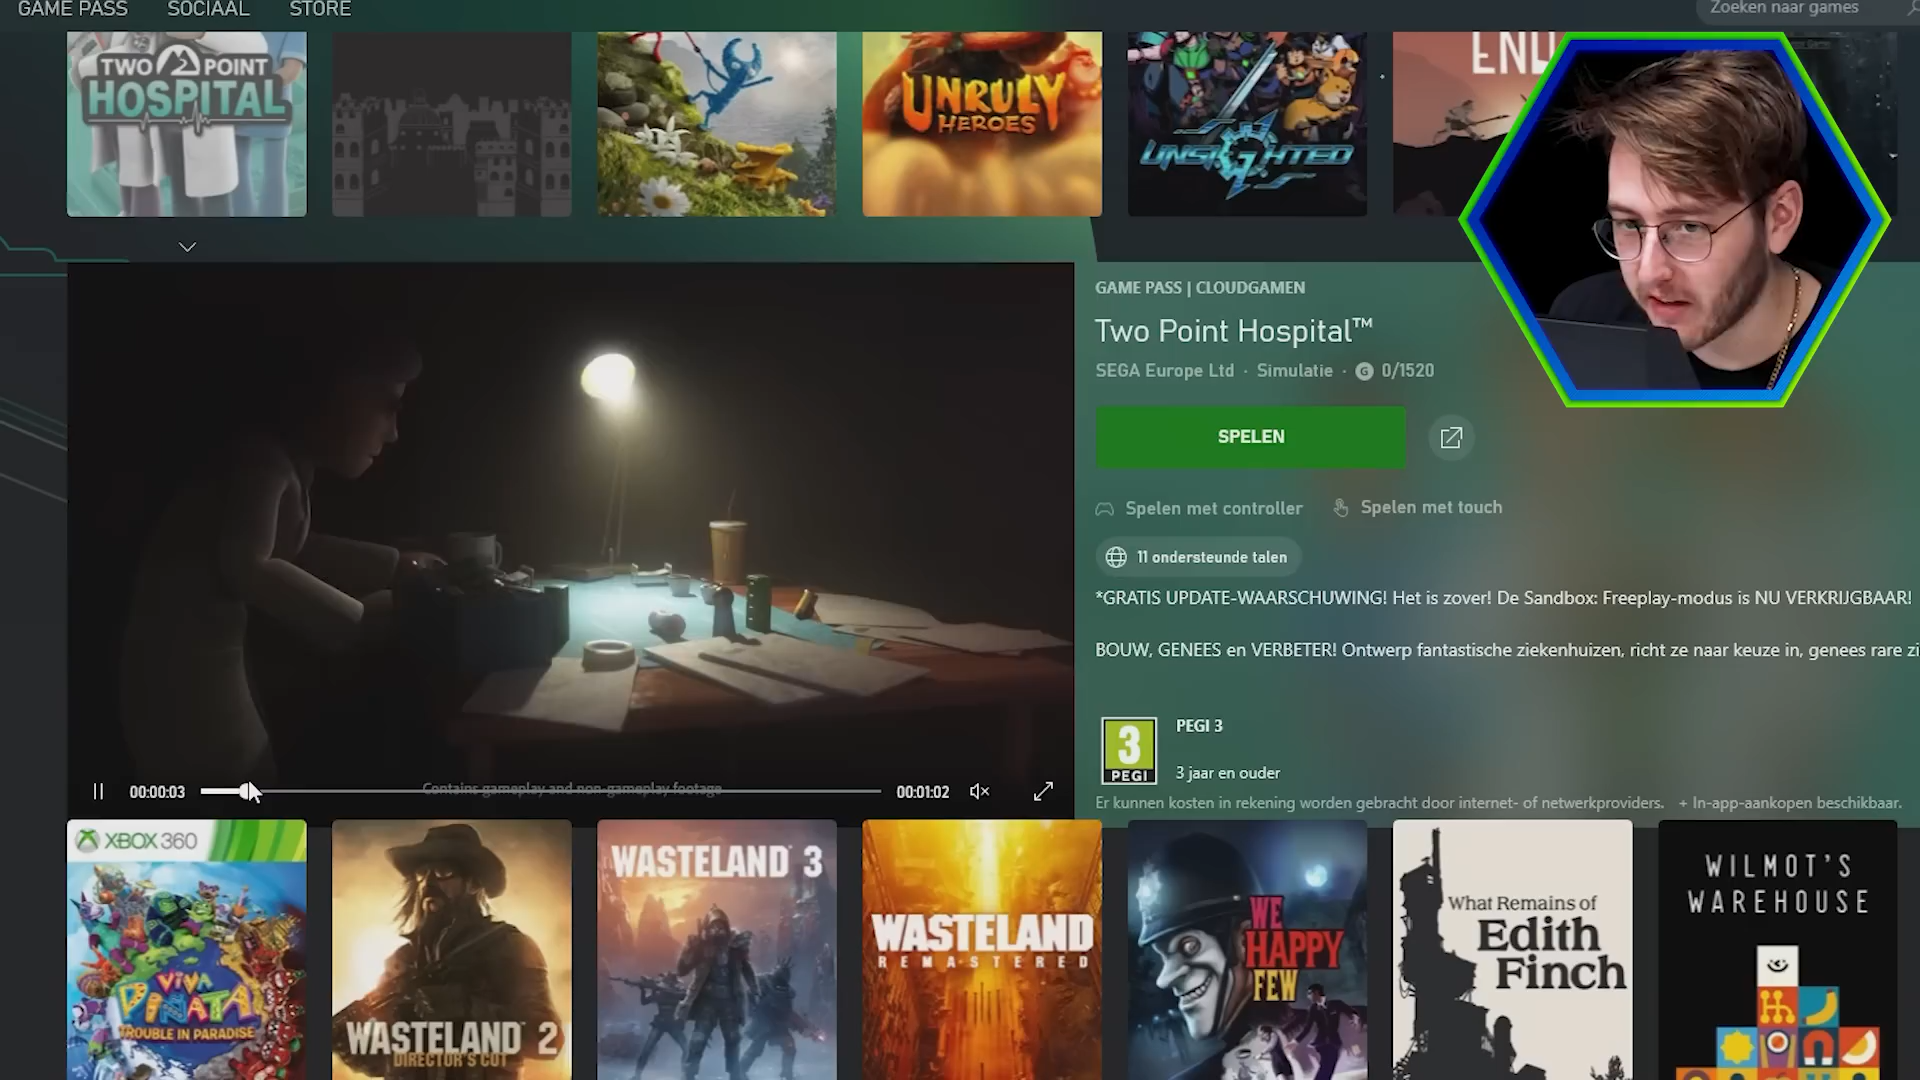 GAME PASS SOCIAAL STORE
Zoeken naar games
TWO POINT
HOSPITAL
UNRULY
HEROES
UNSIGHTED
END
GAME PASS | CLOUDGAMEN
Two Point Hospital™
SEGA Europe Ltd · Simulatie · G 0/1520
SPELEN
Spelen met controller
Spelen met touch
11 ondersteunde talen
*GRATIS UPDATE-WAARSCHUWING! Het is zover! De Sandbox: Freeplay-modus is NU VERKRIJGBAAR!
BOUW, GENEES en VERBETER! Ontwerp fantastische ziekenhuizen, richt ze naar keuze in, genees rare zi
3
PEGI
PEGI 3
3 jaar en ouder
Er kunnen kosten in rekening worden gebracht door internet- of netwerkproviders. + In-app-aankopen beschikbaar.
00:00:03
Contains gameplay and non-gameplay footage
00:01:02
XBOX 360
VIVA
PIÑATA
TROUBLE IN PARADISE
WASTELAND 2
DIRECTOR'S CUT
WASTELAND 3
WASTELAND
REMASTERED
WE
HAPPY
FEW
What Remains of
Edith
Finch
WILMOT'S
WAREHOUSE